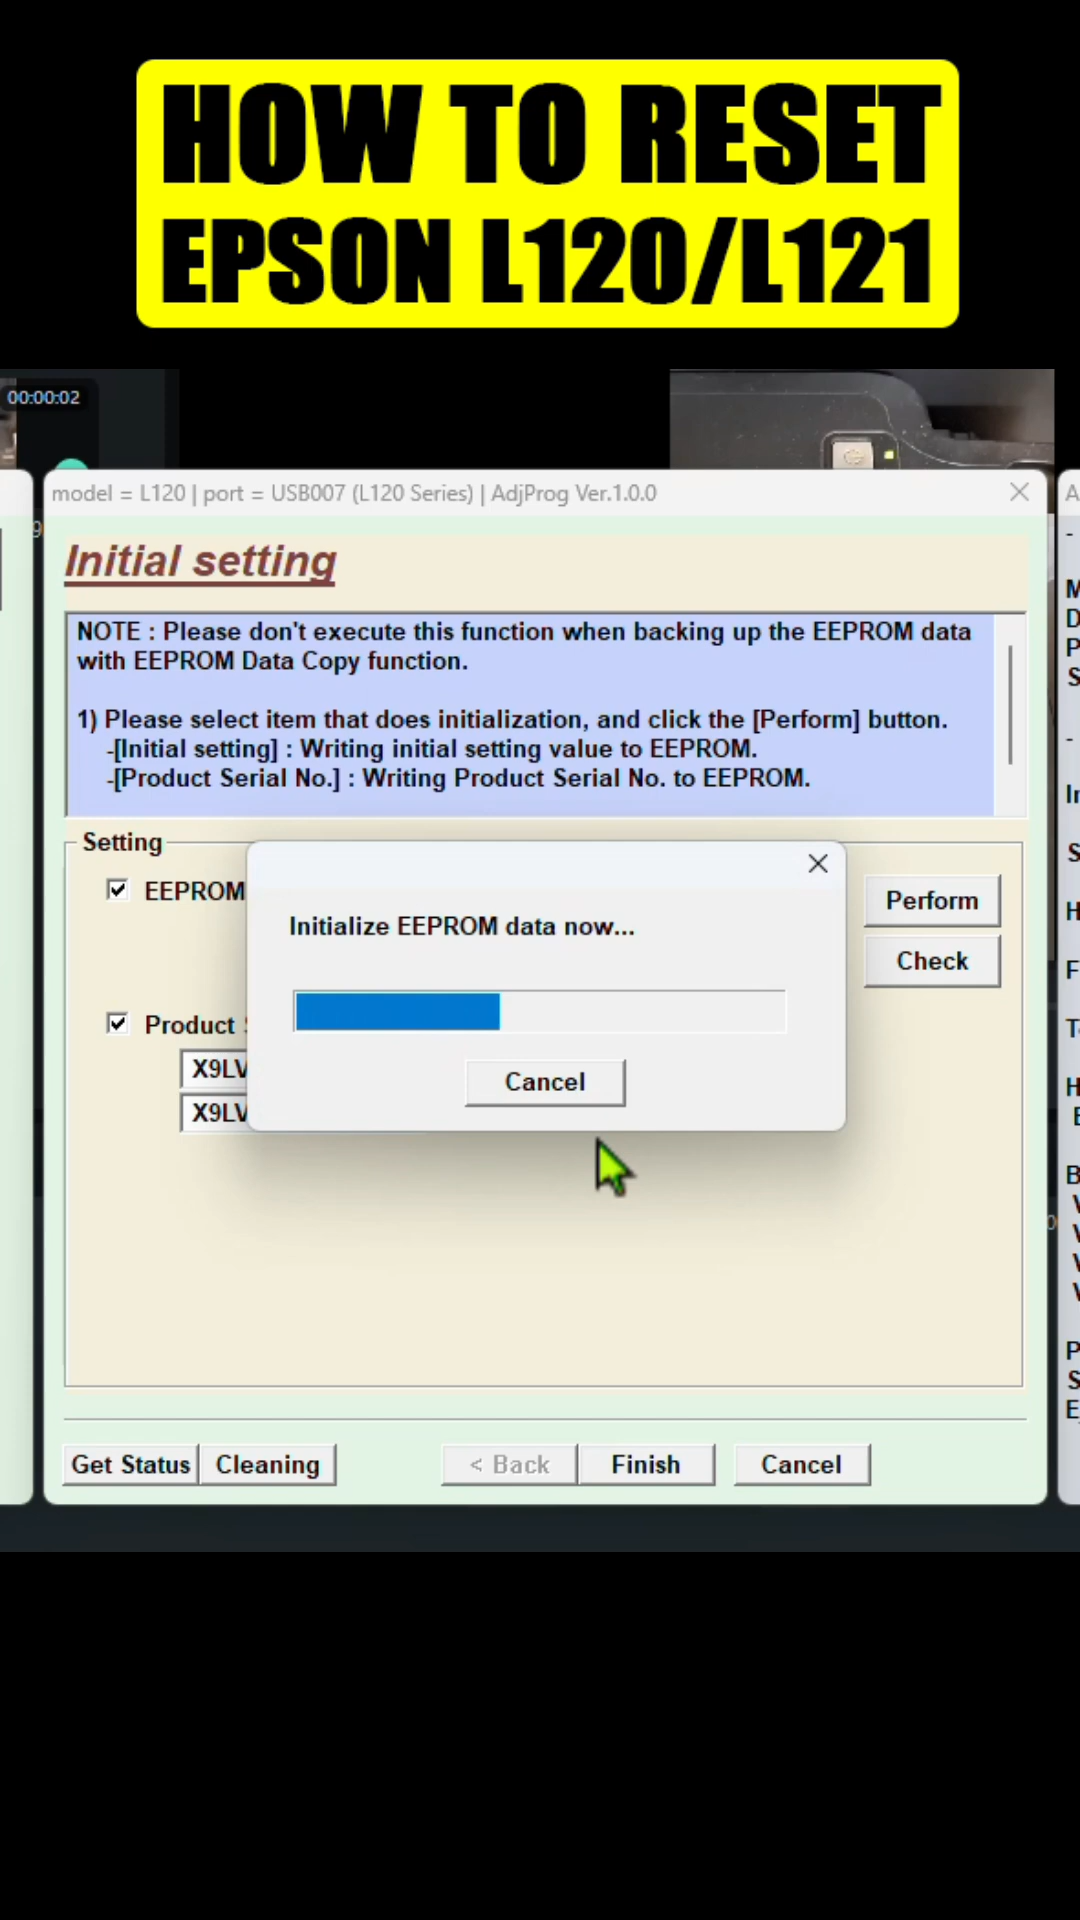 HOW TO RESET
EPSON L120/L121
00:00:02
model = L120 | port = USB007 (L120 Series) | AdjProg Ver.1.0.0
Initial setting
NOTE : Please don't execute this function when backing up the EEPROM data
with EEPROM Data Copy function.
1) Please select item that does initialization, and click the [Perform] button.
-[Initial setting] : Writing initial setting value to EEPROM.
-[Product Serial No.] : Writing Product Serial No. to EEPROM.
Setting
EEPROM
Perform
Initialize EEPROM data now...
Check
Product
X9LV
Cancel
X9LV
Get Status
Cleaning
< Back
Finish
Cancel